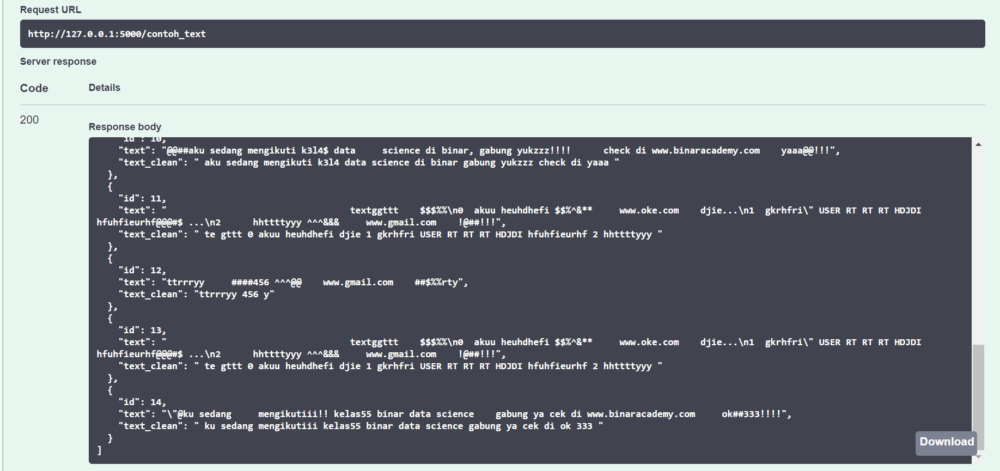 Request URL
http://127.0.0.1:5000/contoh_text
Server response
Code Details
200
Response body
"id": 10,
"text": "@@##aku sedang mengikuti k3l4$ data     science di binar, gabung yukzzz!!!!      check di www.binaracademy.com    yaaa@@!!!",
"text_clean": " aku sedang mengikuti k3l4 data science di binar gabung yukzzz check di yaaa "
},
{
"id": 11,
"text": "                                  textggttt    $$$%%\n0  akuu heuhdhefi $$%^&**     www.oke.com    djie...\n1  gkrhfri\" USER RT RT RT HDJDI
hfuhfieurhf@@@#$ ...\n2      hhttttyyy ^^^&&&     www.gmail.com    !@##!!!",
"text_clean": " te gttt 0 akuu heuhdhefi djie 1 gkrhfri USER RT RT RT HDJDI hfuhfieurhf 2 hhttttyyy "
},
{
"id": 12,
"text": "ttrrryy     ####456 ^^^@@    www.gmail.com    ##$%%rty",
"text_clean": "ttrrryy 456 y"
},
{
"id": 13,
"text": "                                  textggttt    $$$%%\n0  akuu heuhdhefi $$%^&**     www.oke.com    djie...\n1  gkrhfri\" USER RT RT RT HDJDI
hfuhfieurhf@@@#$ ...\n2      hhttttyyy ^^^&&&     www.gmail.com    !@##!!!",
"text_clean": " te gttt 0 akuu heuhdhefi djie 1 gkrhfri USER RT RT RT HDJDI hfuhfieurhf 2 hhttttyyy "
},
{
"id": 14,
"text": "\"@ku sedang     mengikutiii!! kelas55 binar data science    gabung ya cek di www.binaracademy.com     ok##333!!!!",
"text_clean": " ku sedang mengikutiii kelas55 binar data science gabung ya cek di ok 333 "
}
]
Download